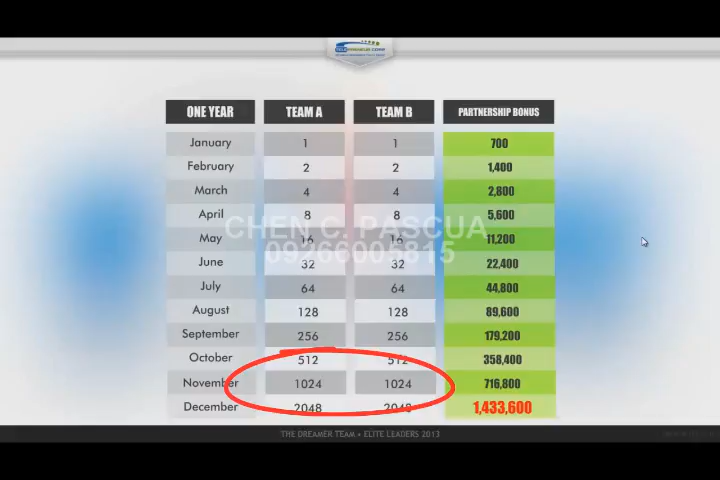 ONE YEAR TEAM A TEAM B PARTNERSHIP BONUS
January 1 1 700
February 2 2 1,400
March 4 4 2,800
April 8 8 5,600
CHEN C. PASCUA
May 16 16 11,200
09266005815
June 32 32 22,400
July 64 64 44,800
August 128 128 89,600
September 256 256 179,200
October 512 512 358,400
November 1024 1024 716,800
December 2048 2048 1,433,600
THE DREAMER TEAM • ELITE LEADERS 2013